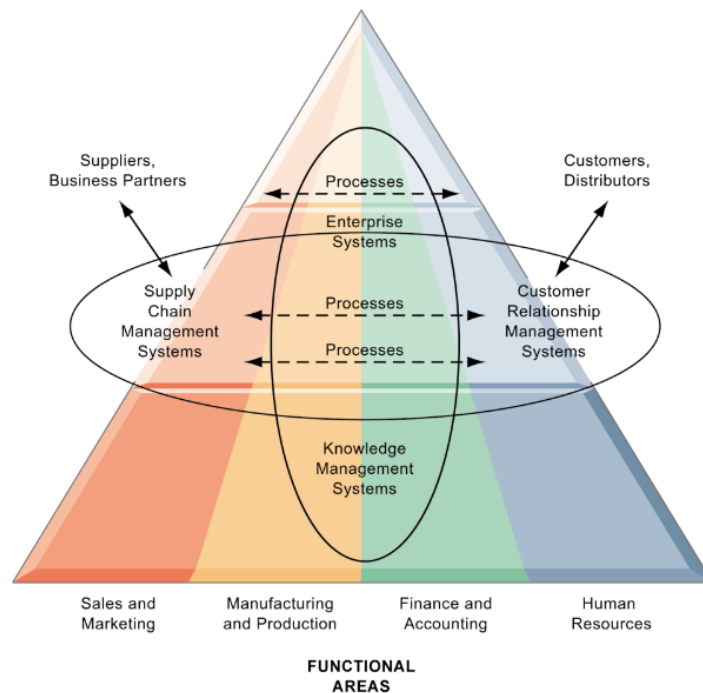 Suppliers,
Business Partners
Customers,
Distributors
Processes
Enterprise
Systems
Supply
Chain
Management
Systems
Processes
Processes
Customer
Relationship
Management
Systems
Knowledge
Management
Systems
Sales and
Marketing
Manufacturing
and Production
Finance and
Accounting
Human
Resources
FUNCTIONAL
AREAS